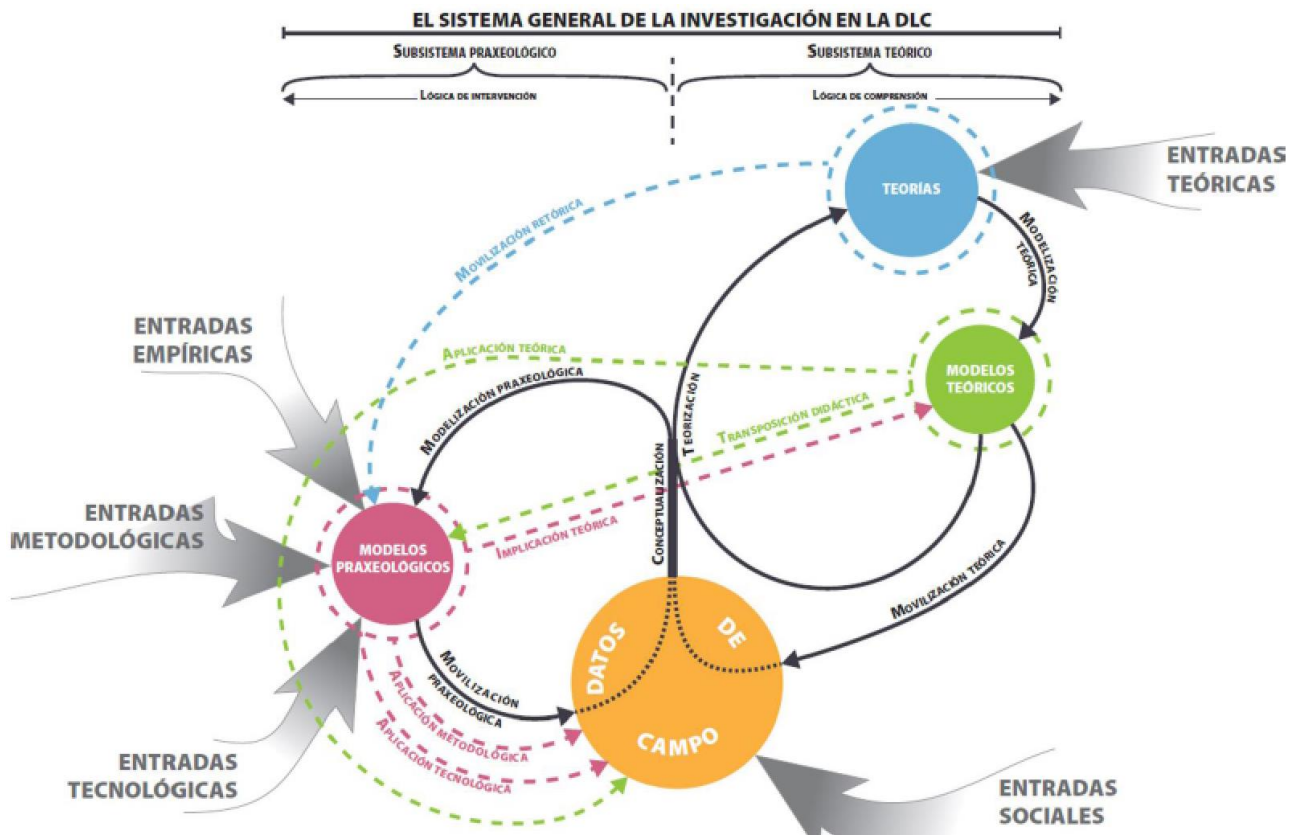 EL SISTEMA GENERAL DE LA INVESTIGACIÓN EN LA DLC
SUBSISTEMA PRAXEOLÓGICO
SUBSISTEMA TEÓRICO
LÓGICA DE INTERVENCIÓN
LÓGICA DE COMPRENSIÓN
TEORÍAS
ENTRADAS
TEÓRICAS
MOVILIZACIÓN RETÓRICA
MODELIZACIÓN
TEÓRICA
ENTRADAS
EMPÍRICAS
APLICACIÓN TEÓRICA
MODELIZACIÓN PRAXEOLÓGICA
TEORIZACIÓN
MODELOS
TEÓRICOS
TRANSPOSICIÓN DIDÁCTICA
CONCEPTUALIZACIÓN
IMPLICACIÓN TEÓRICA
ENTRADAS
METODOLÓGICAS
MODELOS
PRAXEOLÓGICOS
MOVILIZACIÓN TEÓRICA
MOVILIZACIÓN
PRAXEOLÓGICA
APLICACIÓN METODOLÓGICA
APLICACIÓN TECNOLÓGICA
DATOS
DE
CAMPO
ENTRADAS
TECNOLÓGICAS
ENTRADAS
SOCIALES